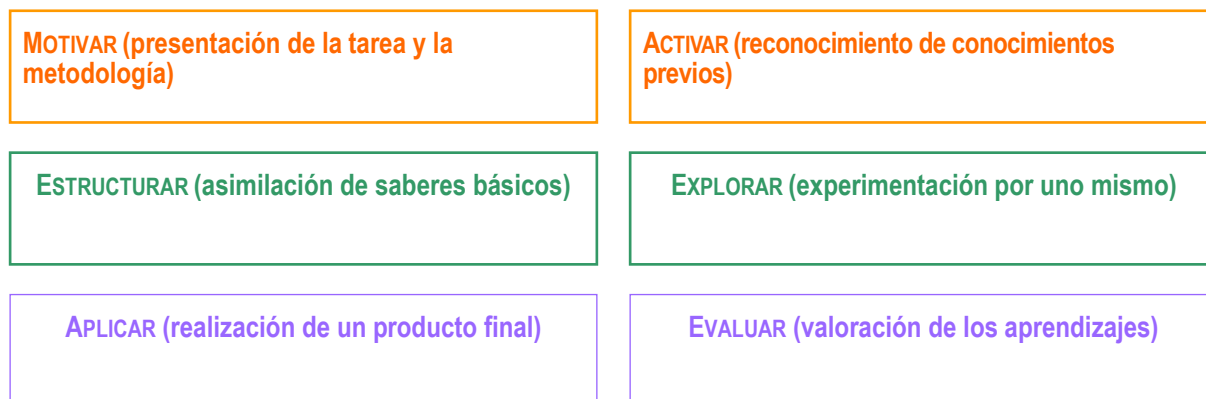 MOTIVAR (presentación de la tarea y la
metodología)
ACTIVAR (reconocimiento de conocimientos
previos)
ESTRUCTURAR (asimilación de saberes básicos)
EXPLORAR (experimentación por uno mismo)
APLICAR (realización de un producto final)
EVALUAR (valoración de los aprendizajes)